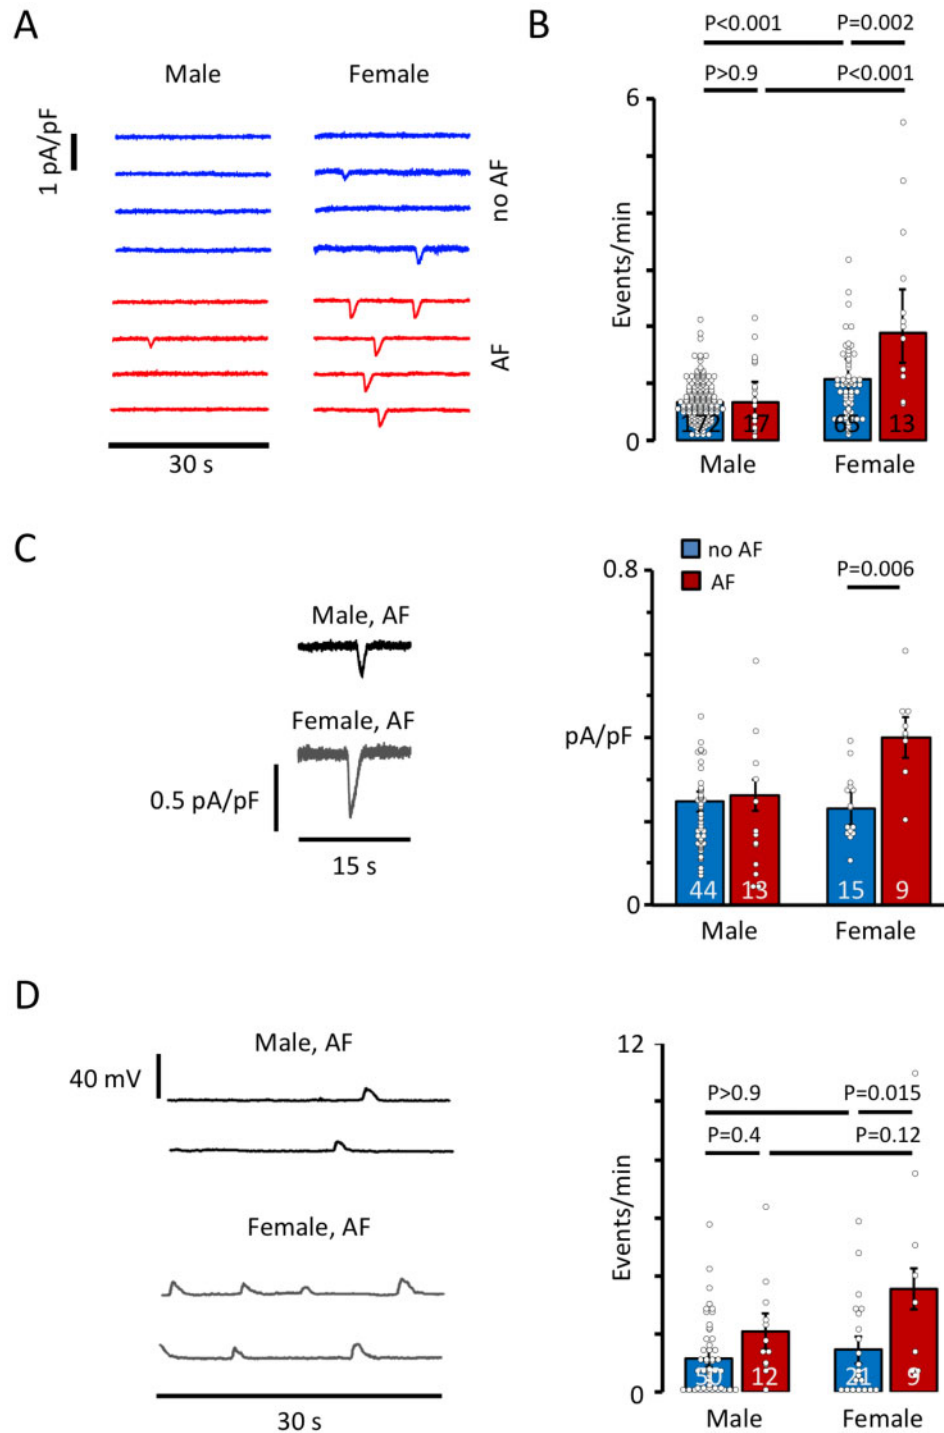 A
Male Female
1 pA/pF
no AF
AF
30 s
B
P<0.001 P=0.002
P>0.9 P<0.001
6
Events/min
0
172 17 65 13
Male Female
C
Male, AF
Female, AF
0.5 pA/pF
15 s
no AF
AF
P=0.006
0.8
pA/pF
0
44 13 15 9
Male Female
D
Male, AF
40 mV
Female, AF
30 s
12
P>0.9 P=0.015
P=0.4 P=0.12
Events/min
0
50 12 21 9
Male Female